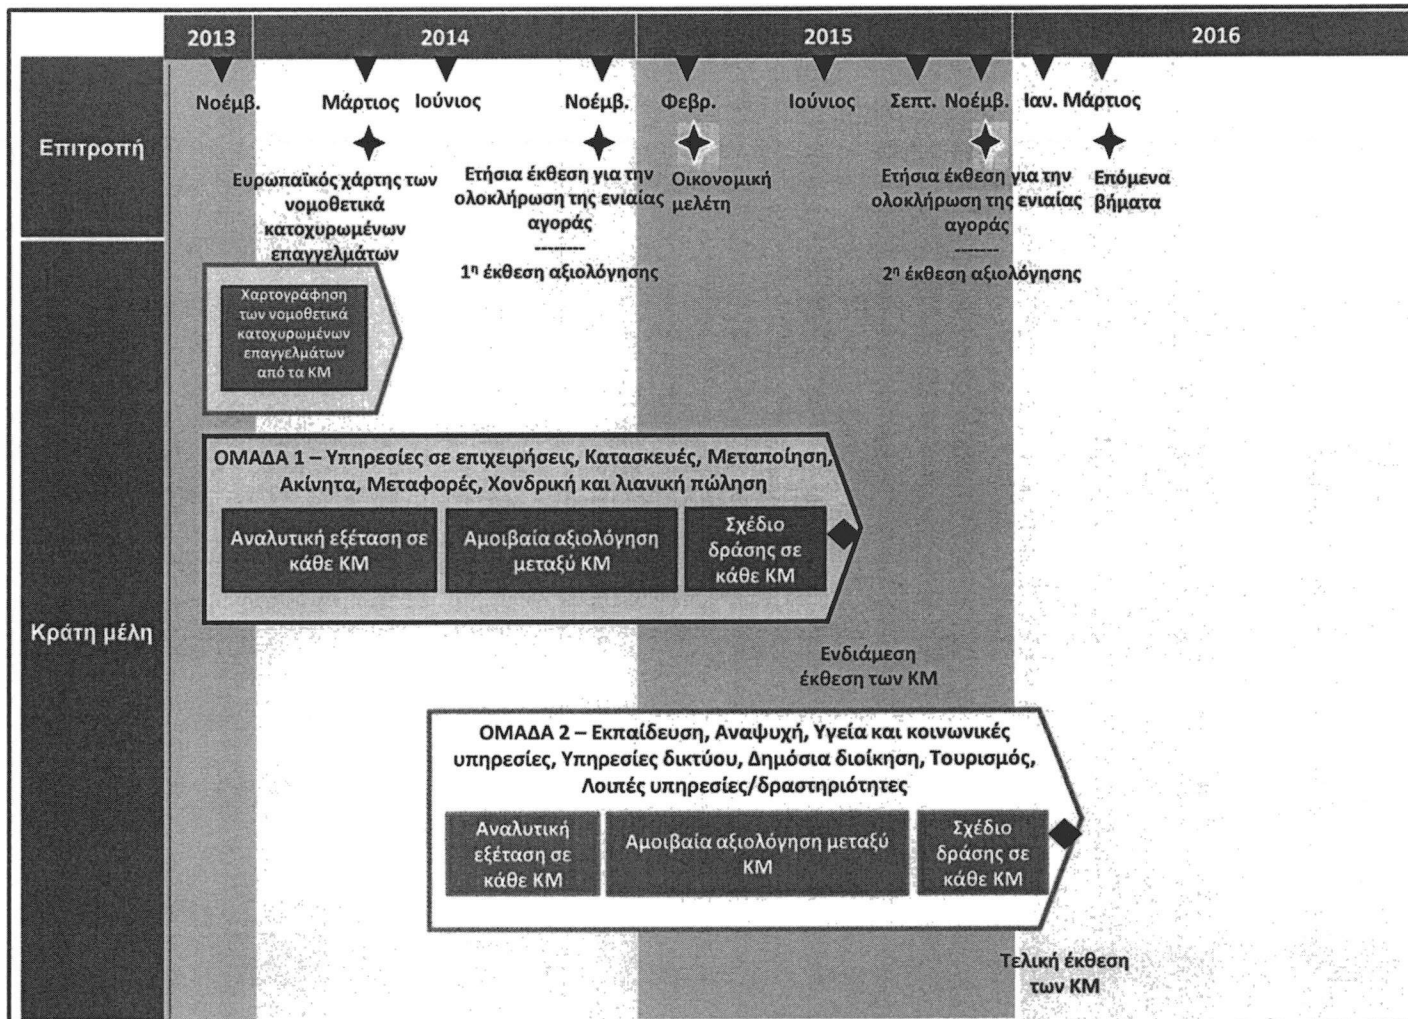 2013 2014 2015 2016
Νοέμβ. Μάρτιος Ιούνιος Νοέμβ. Φεβρ. Ιούνιος Σεπτ. Νοέμβ. Ιαν. Μάρτιος
Επιτροπή
Ευρωπαϊκός χάρτης των
νομοθετικά
κατοχυρωμένων
επαγγελμάτων
Ετήσια έκθεση για την
ολοκλήρωση της ενιαίας
αγοράς
--------
1η έκθεση αξιολόγησης
Οικονομική
μελέτη
Ετήσια έκθεση για την
ολοκλήρωση της ενιαίας
αγοράς
-------
2η έκθεση αξιολόγησης
Επόμενα
βήματα
Κράτη μέλη
Χαρτογράφηση
των νομοθετικά
κατοχυρωμένων
επαγγελμάτων
από τα ΚΜ
ΟΜΑΔΑ 1 – Υπηρεσίες σε επιχειρήσεις, Κατασκευές, Μεταποίηση,
Ακίνητα, Μεταφορές, Χονδρική και λιανική πώληση
Αναλυτική εξέταση σε
κάθε ΚΜ
Αμοιβαία αξιολόγηση
μεταξύ ΚΜ
Σχέδιο
δράσης σε
κάθε ΚΜ
Ενδιάμεση
έκθεση των ΚΜ
ΟΜΑΔΑ 2 – Εκπαίδευση, Αναψυχή, Υγεία και κοινωνικές
υπηρεσίες, Υπηρεσίες δικτύου, Δημόσια διοίκηση, Τουρισμός,
Λοιπές υπηρεσίες/δραστηριότητες
Αναλυτική
εξέταση σε
κάθε ΚΜ
Αμοιβαία αξιολόγηση μεταξύ
ΚΜ
Σχέδιο
δράσης σε
κάθε ΚΜ
Τελική έκθεση
των ΚΜ